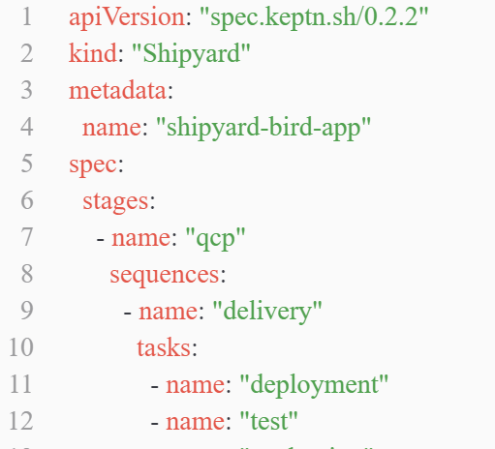 1 apiVersion: "spec.keptn.sh/0.2.2"
2 kind: "Shipyard"
3 metadata:
4   name: "shipyard-bird-app"
5 spec:
6   stages:
7     - name: "qcp"
8       sequences:
9         - name: "delivery"
10           tasks:
11             - name: "deployment"
12             - name: "test"